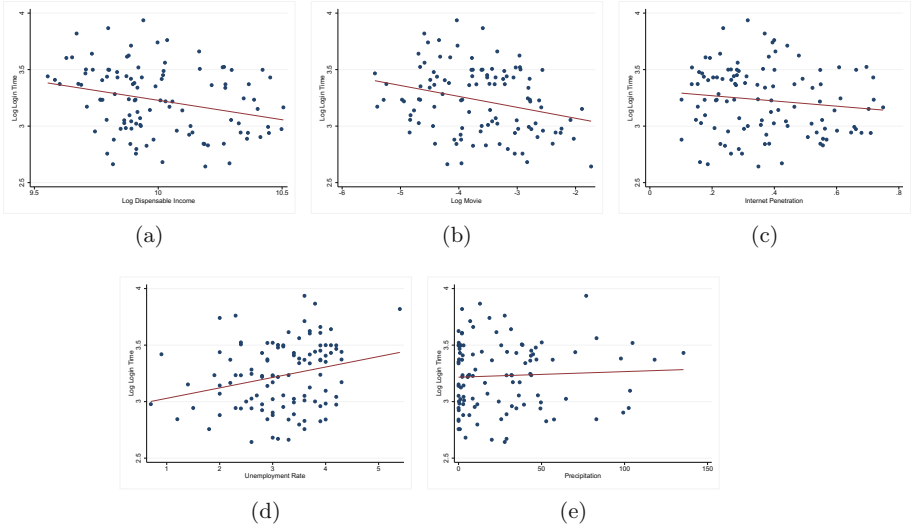 Log Login Time
4
3.5
3
2.5
9.5
10
10.5
Log Dispensable Income
(a)
Log Login Time
4
3.5
3
2.5
-6
-5
-4
-3
-2
Log Movie
(b)
Log Login Time
4
3.5
3
2.5
0
.2
.4
.6
.8
Internet Penetration
(c)
Log Login Time
4
3.5
3
2.5
1
2
3
4
5
Unemployment Rate
(d)
Log Login Time
4
3.5
3
2.5
0
50
100
150
Precipitation
(e)